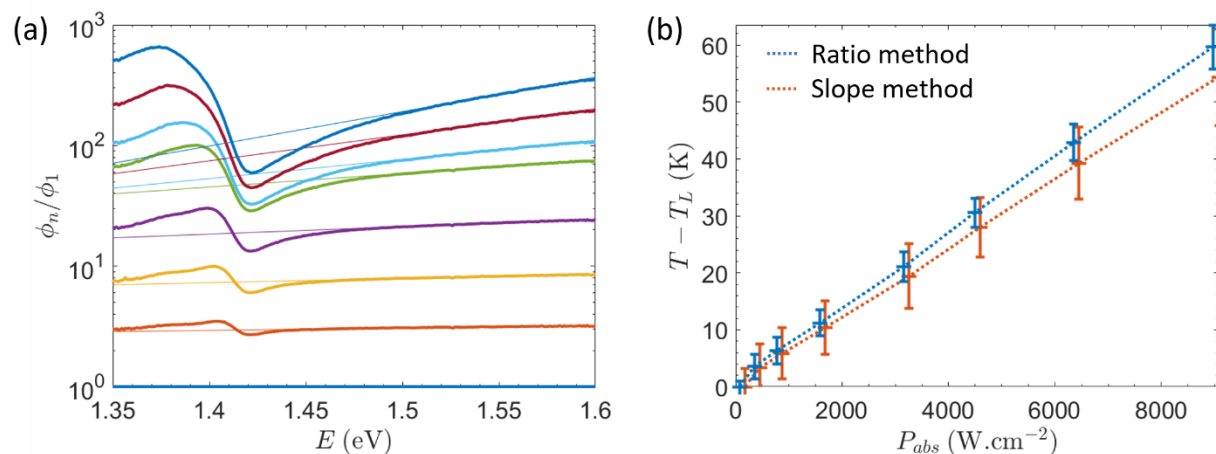 (a)
10^3
10^2
10^1
10^0
ϕ_n/ϕ_1
1.35 1.4 1.45 1.5 1.55 1.6
E (eV)
(b)
Ratio method
Slope method
60
50
40
30
20
10
0
T − T_L (K)
0 2000 4000 6000 8000
P_abs (W.cm^−2)